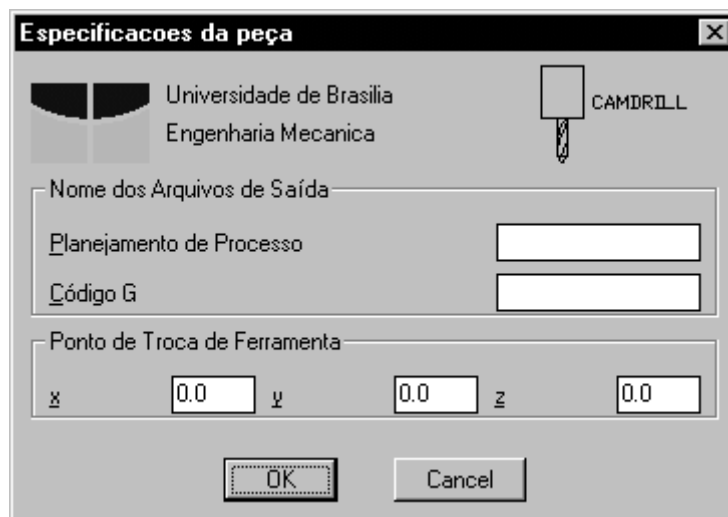 Especificacoes da peça
Universidade de Brasilia
Engenharia Mecanica
CAMDRILL
Nome dos Arquivos de Saída
Planejamento de Processo
Código G
Ponto de Troca de Ferramenta
x 0.0 y 0.0 z 0.0
OK Cancel